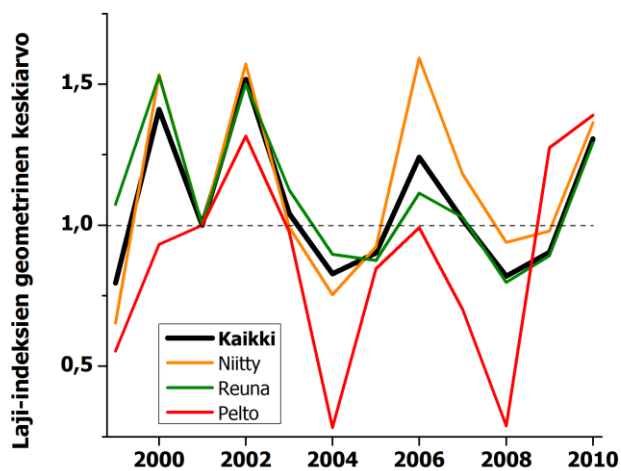 Laji-indeksien geometrinen keskiarvo
1,5
1,0
0,5
Kaikki
Niitty
Reuna
Pelto
2000 2002 2004 2006 2008 2010